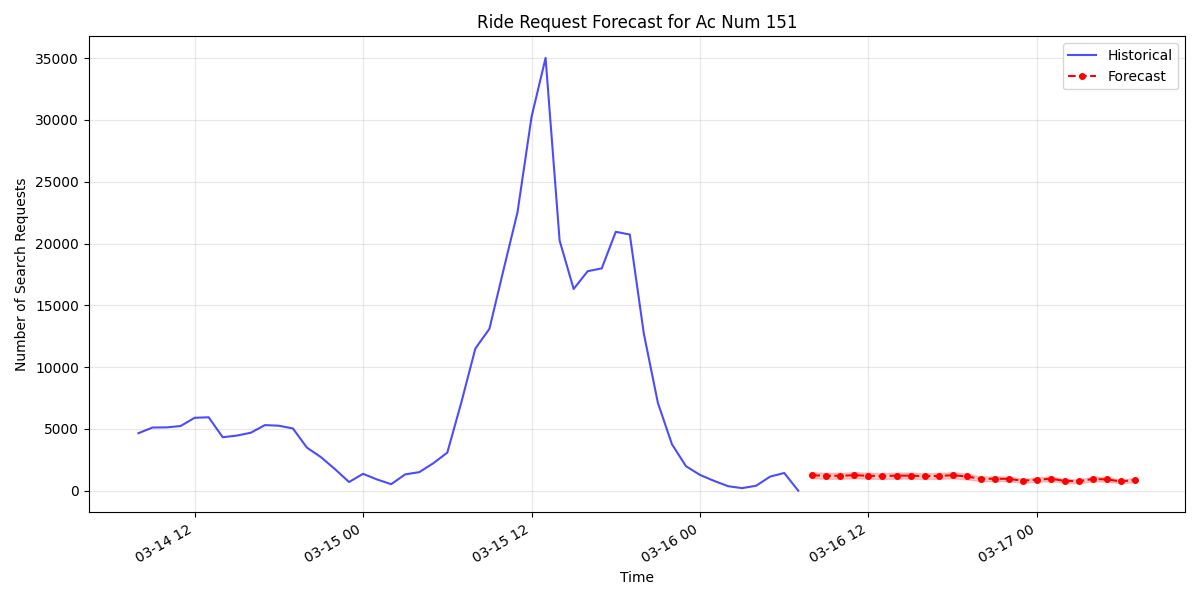 Ride Request Forecast for Ac Num 151
Historical
Forecast
Number of Search Requests
35000
30000
25000
20000
15000
10000
5000
0
03-14 12
03-15 00
03-15 12
03-16 00
03-16 12
03-17 00
Time